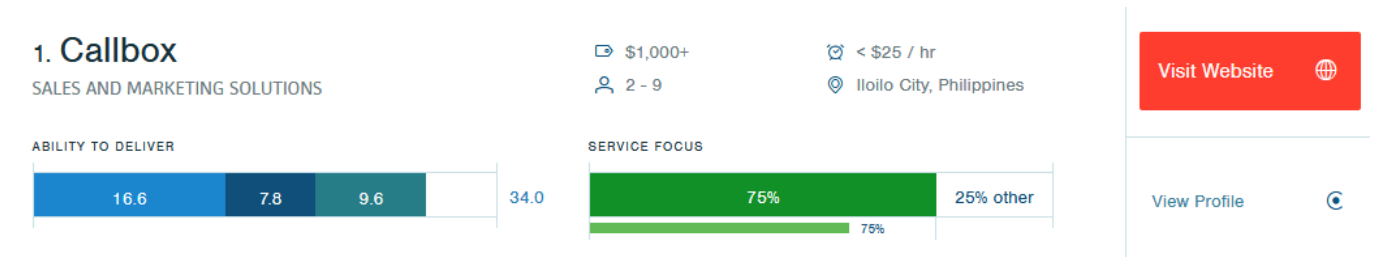 1. Callbox
SALES AND MARKETING SOLUTIONS
$1,000+
< $25 / hr
2 - 9
Iloilo City, Philippines
Visit Website
ABILITY TO DELIVER
16.6 7.8 9.6 34.0
SERVICE FOCUS
75% 25% other
75%
View Profile